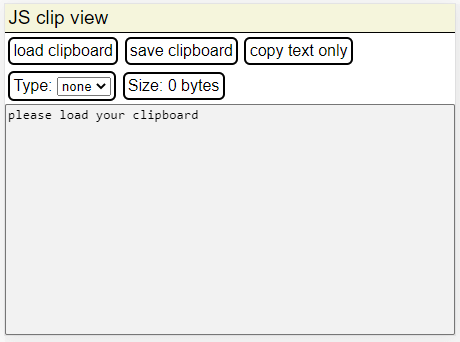 JS clip view
load clipboard save clipboard copy text only
Type: none Size: 0 bytes
please load your clipboard